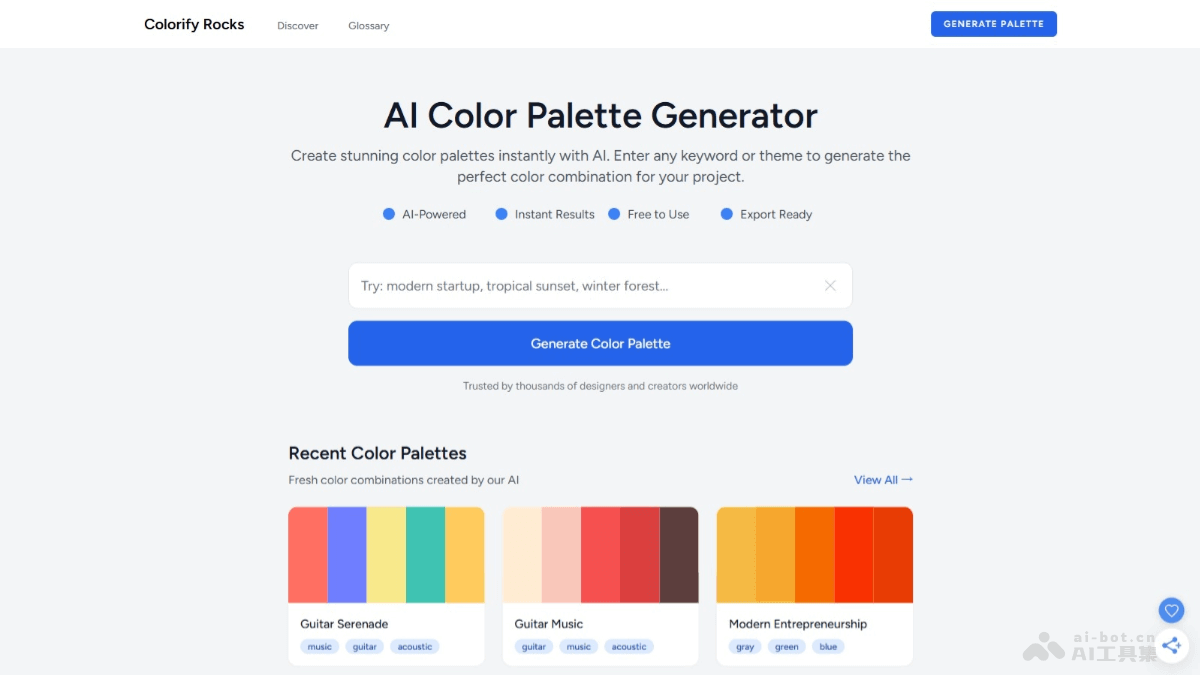 Colorify Rocks
Discover
Glossary
GENERATE PALETTE
AI Color Palette Generator
Create stunning color palettes instantly with AI. Enter any keyword or theme to generate the
perfect color combination for your project.
AI-Powered
Instant Results
Free to Use
Export Ready
Try: modern startup, tropical sunset, winter forest...
Generate Color Palette
Trusted by thousands of designers and creators worldwide
Recent Color Palettes
Fresh color combinations created by our AI
View All →
Guitar Serenade
music guitar acoustic
Guitar Music
guitar music acoustic
Modern Entrepreneurship
gray green blue
ai-bot.cn
AI工具集